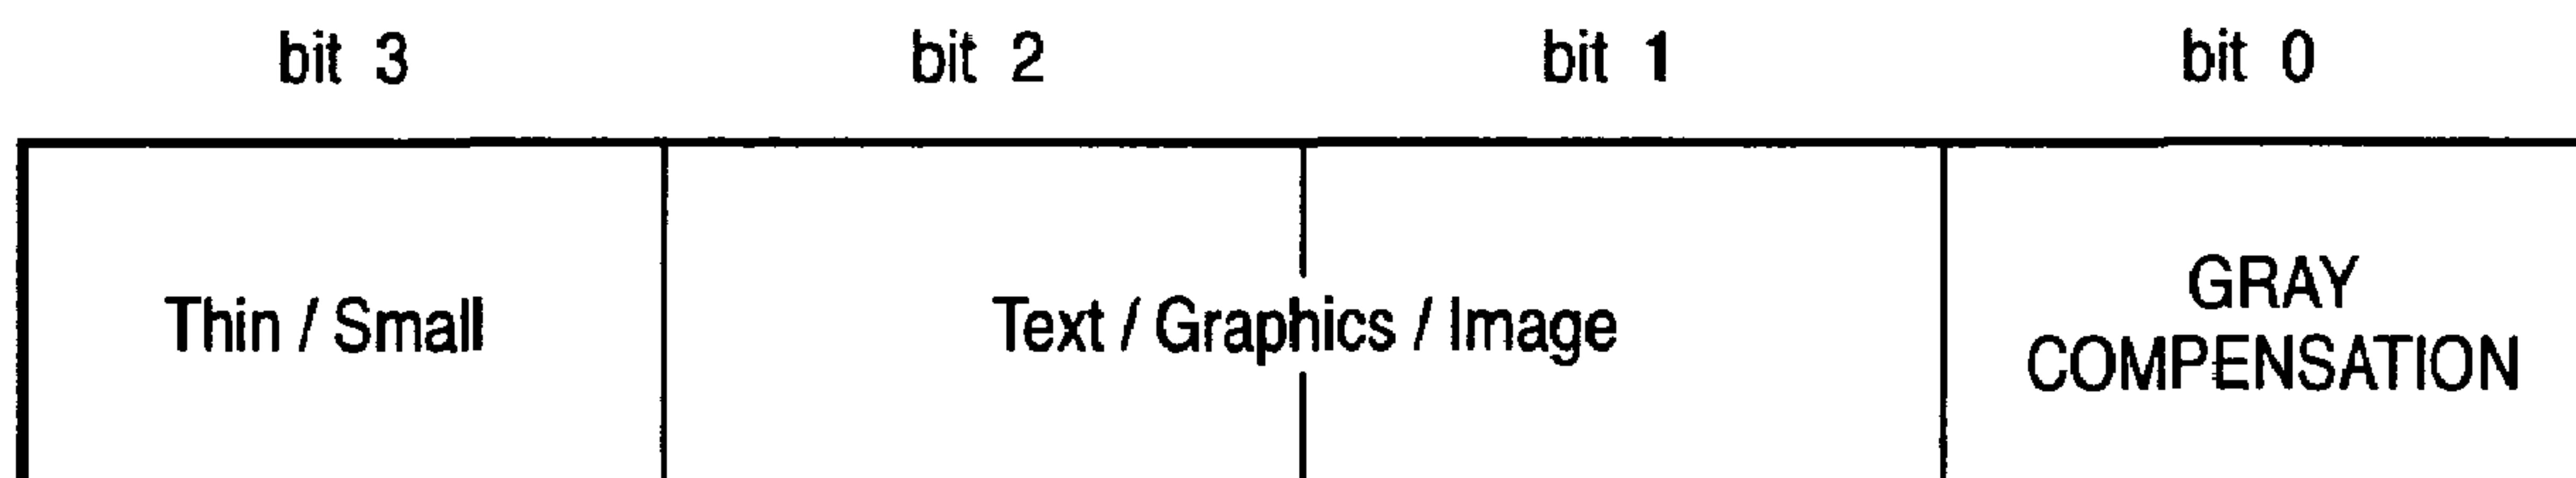 bit 3 bit 2 bit 1 bit 0
Thin / Small Text / Graphics / Image GRAY
COMPENSATION